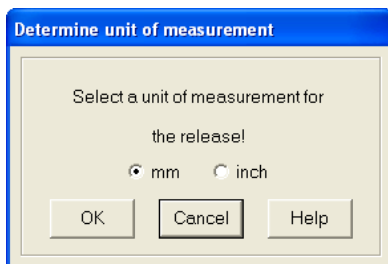 Determine unit of measurement
Select a unit of measurement for
the release!
mm inch
OK Cancel Help